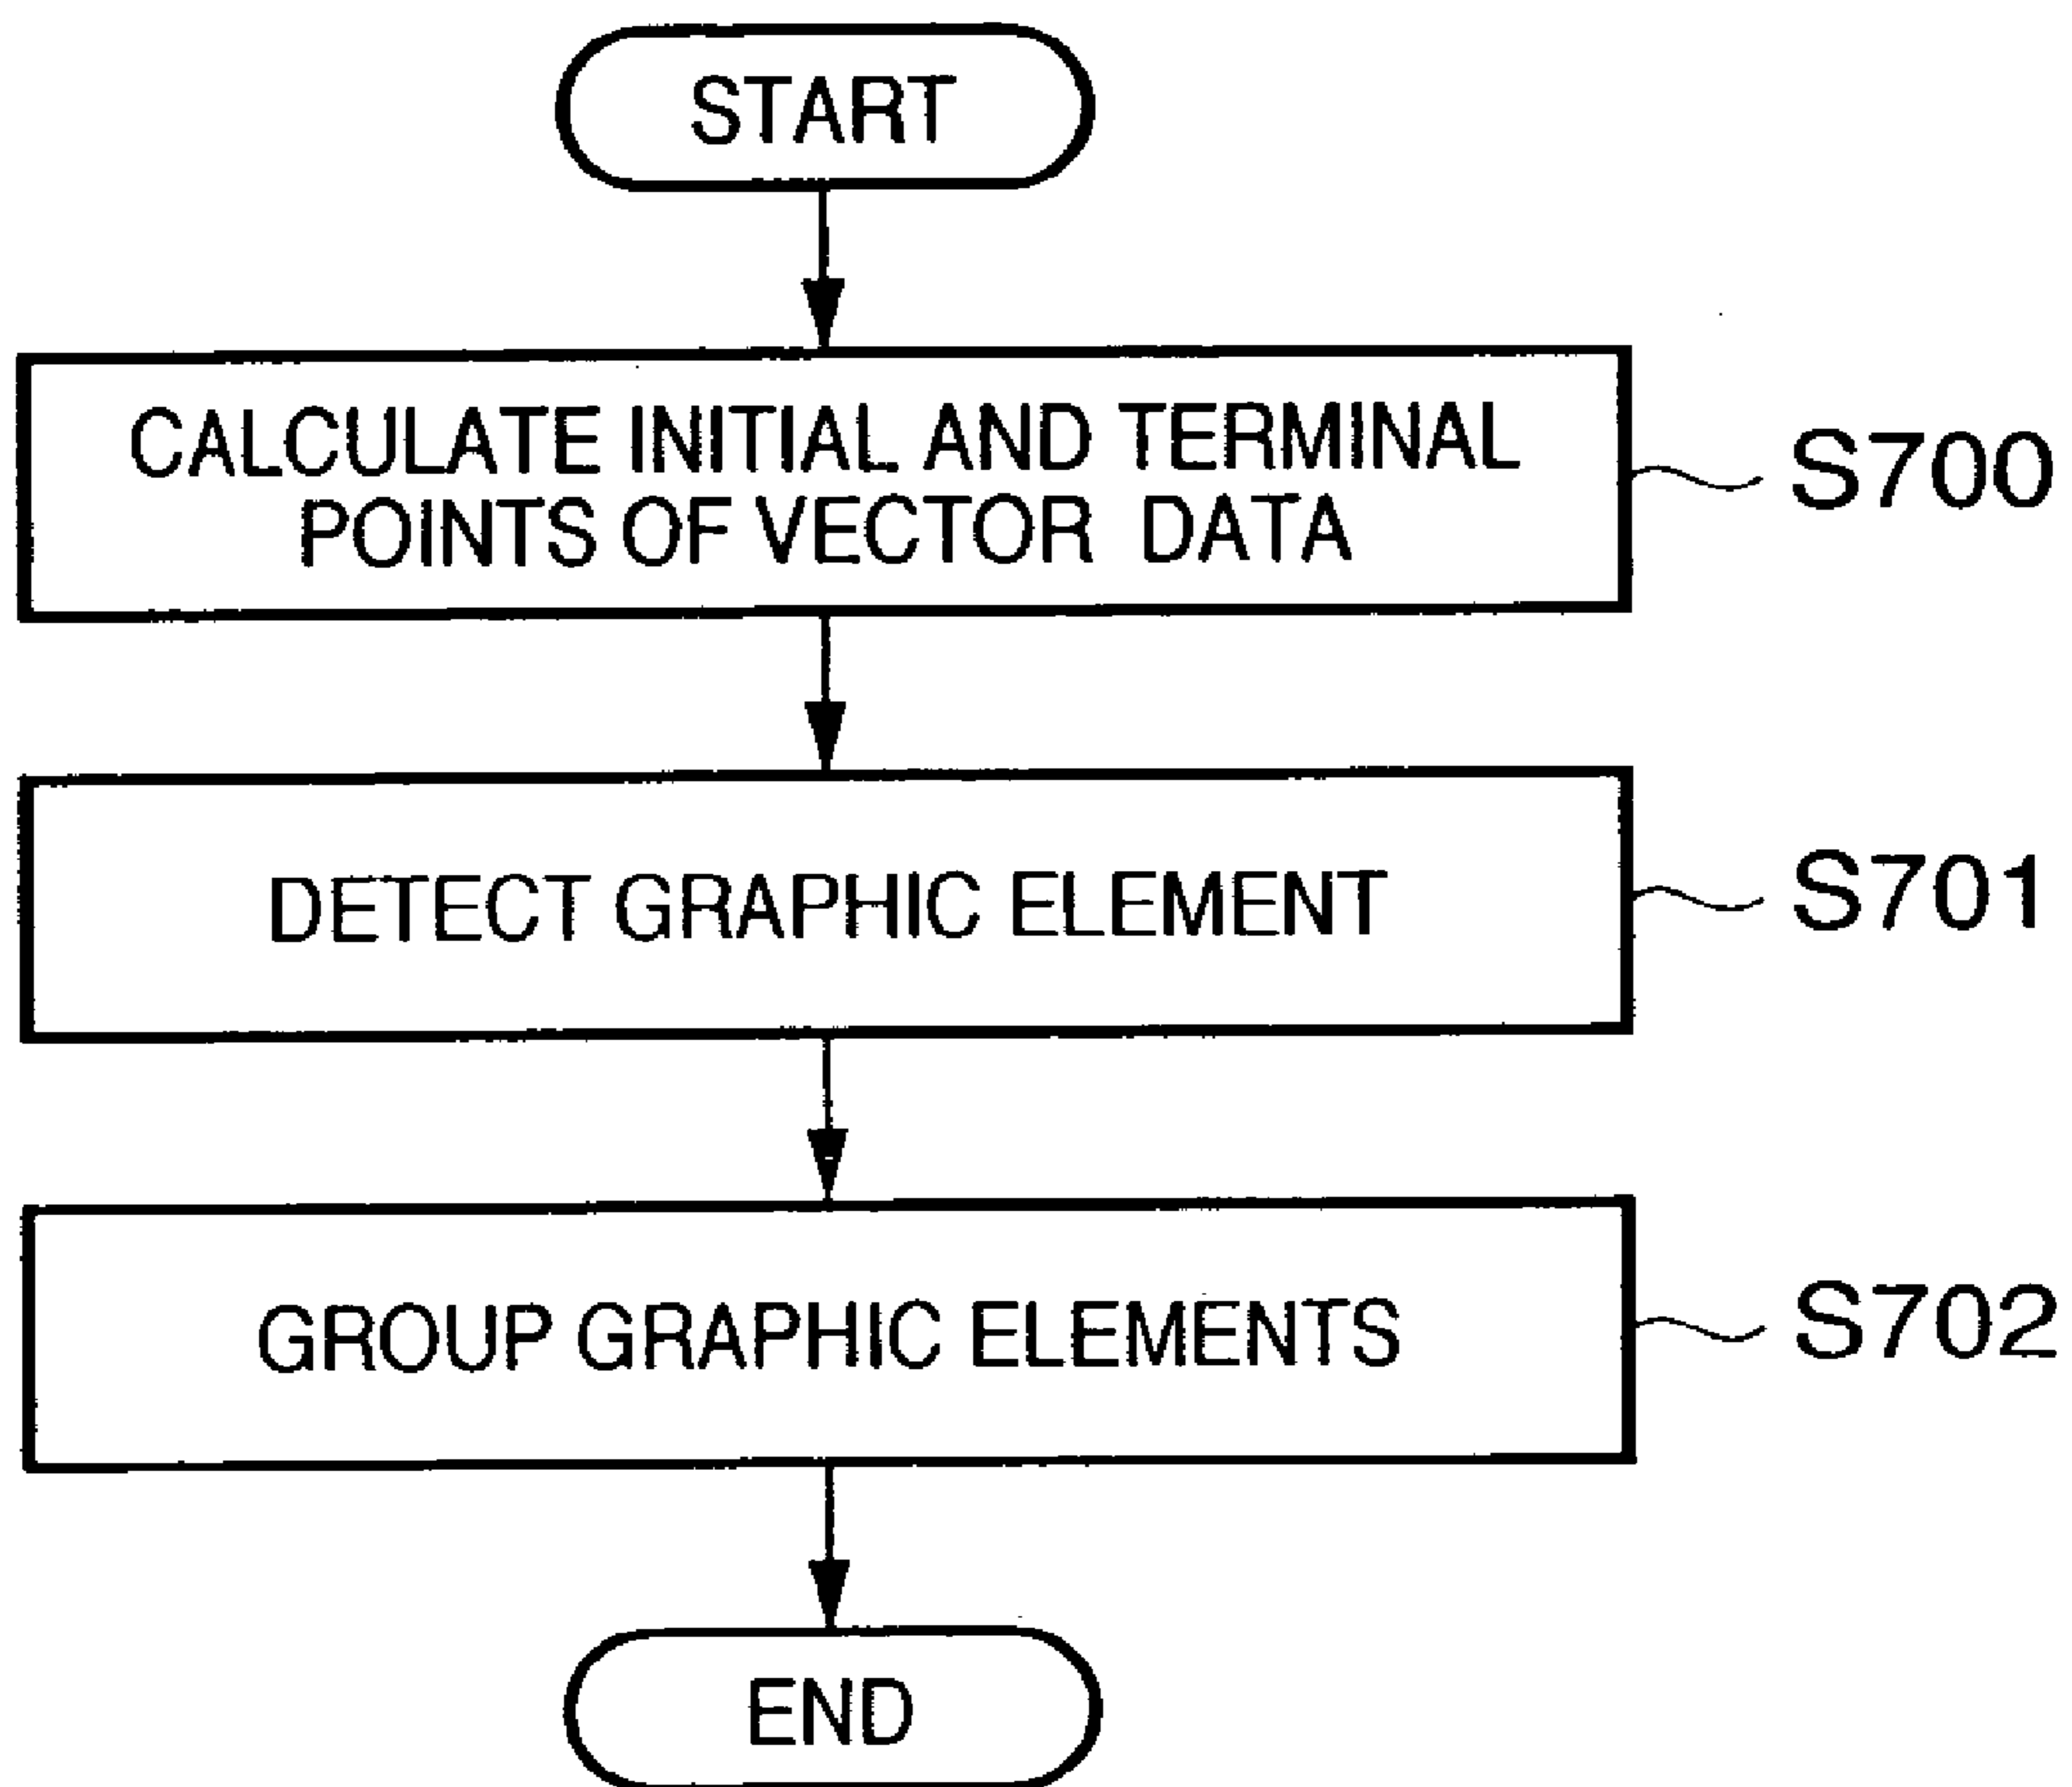 START
CALCULATE INITIAL AND TERMINAL
POINTS OF VECTOR DATA
S700
DETECT GRAPHIC ELEMENT
S701
GROUP GRAPHIC ELEMENTS
S702
END